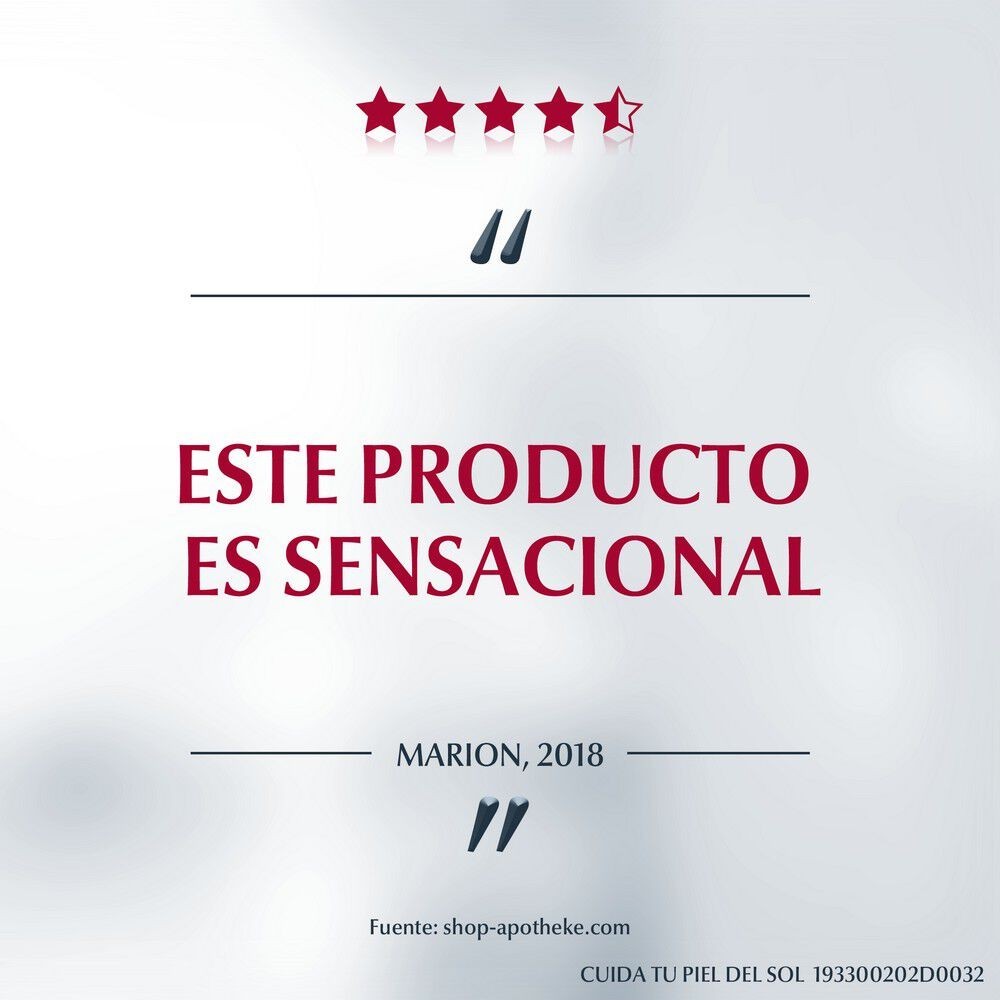 ESTE PRODUCTO
ES SENSACIONAL
MARION, 2018
Fuente: shop-apotheke.com
CUIDA TU PIEL DEL SOL 193300202D0032